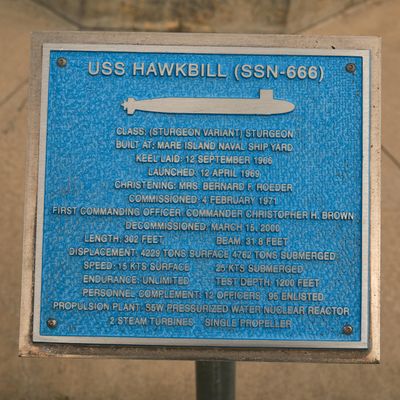 USS HAWKBILL (SSN-666)
CLASS: (STURGEON VARIANT) STURGEON
BUILT AT: MARE ISLAND NAVAL SHIP YARD
KEEL LAID: 12 SEPTEMBER 1966
LAUNCHED: 12 APRIL 1969
CHRISTENING: MRS. BERNARD F. ROEDER
COMMISSIONED: 4 FEBRUARY 1971
FIRST COMMANDING OFFICER: COMMANDER CHRISTOPHER H. BROWN
DECOMMISSIONED: MARCH 15, 2000
LENGTH: 302 FEET BEAM: 31.8 FEET
DISPLACEMENT: 4229 TONS SURFACE 4762 TONS SUBMERGED
SPEED: 15 KTS SURFACE 25 KTS SUBMERGED
ENDURANCE: UNLIMITED TEST DEPTH: 1200 FEET
PERSONNEL COMPLEMENT: 12 OFFICERS 96 ENLISTED
PROPULSION PLANT: S5W PRESSURIZED WATER NUCLEAR REACTOR
2 STEAM TURBINES SINGLE PROPELLER